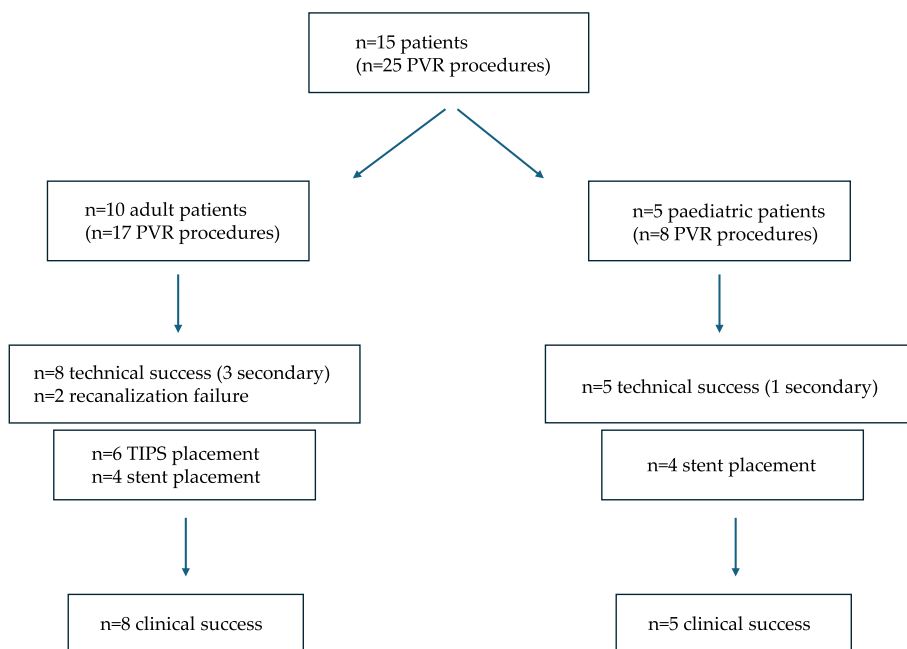 n=15 patients
(n=25 PVR procedures)
n=10 adult patients
(n=17 PVR procedures)
n=5 paediatric patients
(n=8 PVR procedures)
n=8 technical success (3 secondary)
n=2 recanalization failure
n=5 technical success (1 secondary)
n=6 TIPS placement
n=4 stent placement
n=4 stent placement
n=8 clinical success
n=5 clinical success